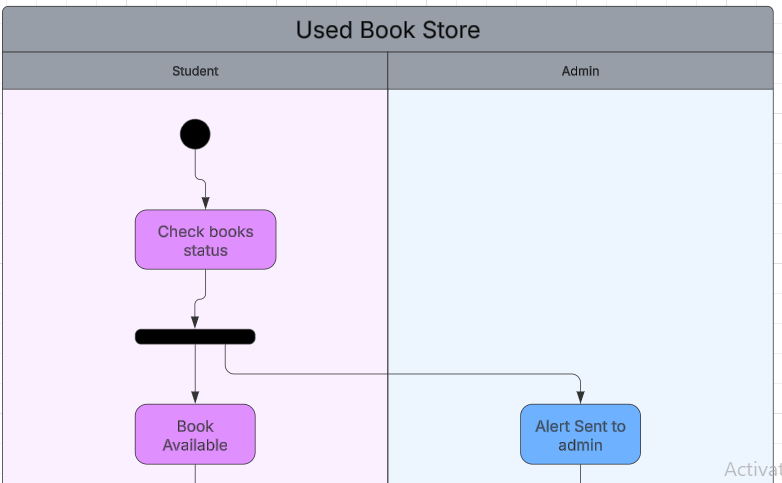 Used Book Store
Student
Admin
Check books
status
Book
Available
Alert Sent to
admin